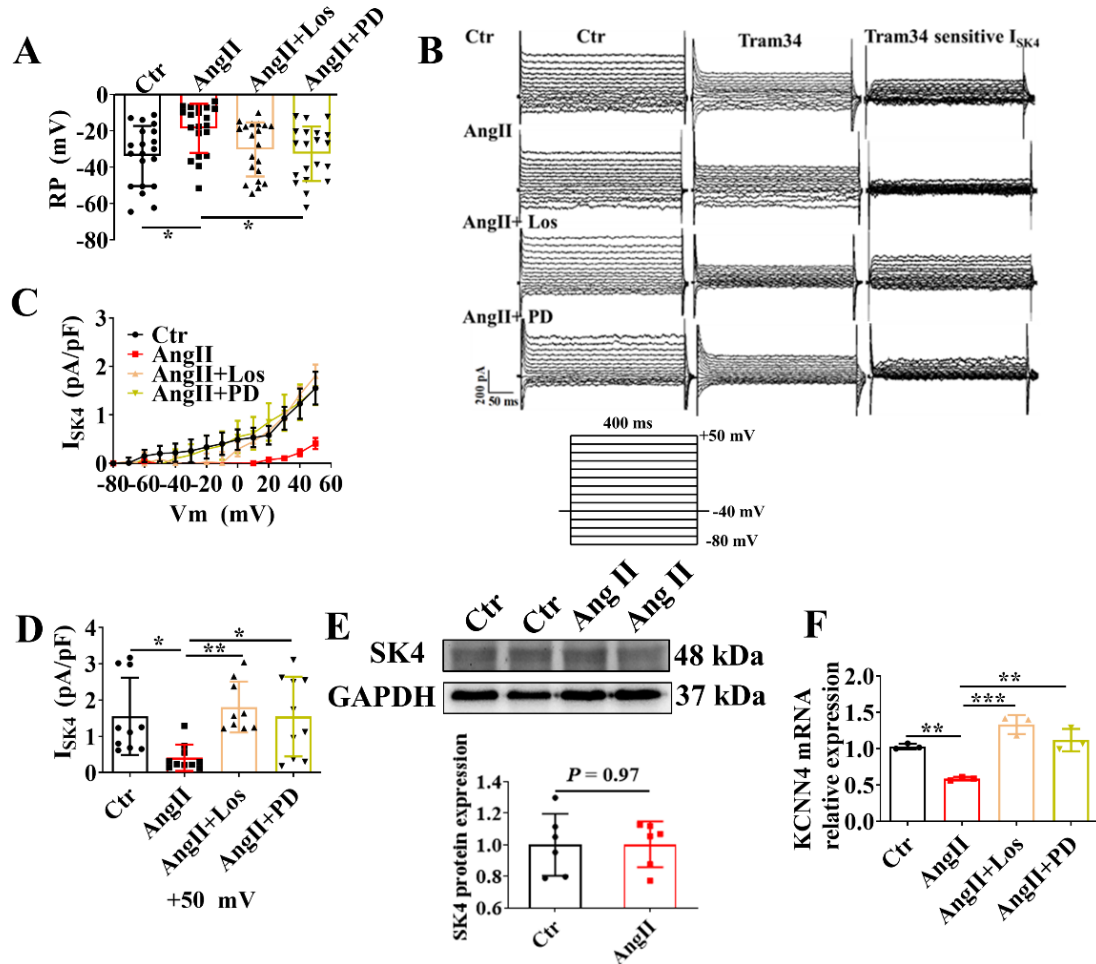 A
Ctr
AngII
AngII+Los
AngII+PD
RP (mV)
0
-20
-40
-60
-80
*
*
B
Ctr
Ctr
Tram34
Tram34 sensitive ISK4
AngII
AngII+ Los
AngII+ PD
200 pA
50 ms
400 ms
+50 mV
-40 mV
-80 mV
C
ISK4 (pA/pF)
3
2
1
0
Ctr
AngII
AngII+Los
AngII+PD
-80 -60 -40 -20 0 20 40 60
Vm (mV)
D
ISK4 (pA/pF)
4
3
2
1
0
*
**
*
Ctr
AngII
AngII+Los
AngII+PD
+50 mV
E
Ctr
Ctr
Ang II
Ang II
SK4
48 kDa
GAPDH
37 kDa
SK4 protein expression
1.4
1.2
1.0
0.8
0.6
P = 0.97
Ctr
AngII
F
KCNN4 mRNA
relative expression
2.0
1.5
1.0
0.5
0.0
**
***
**
Ctr
AngII
AngII+Los
AngII+PD